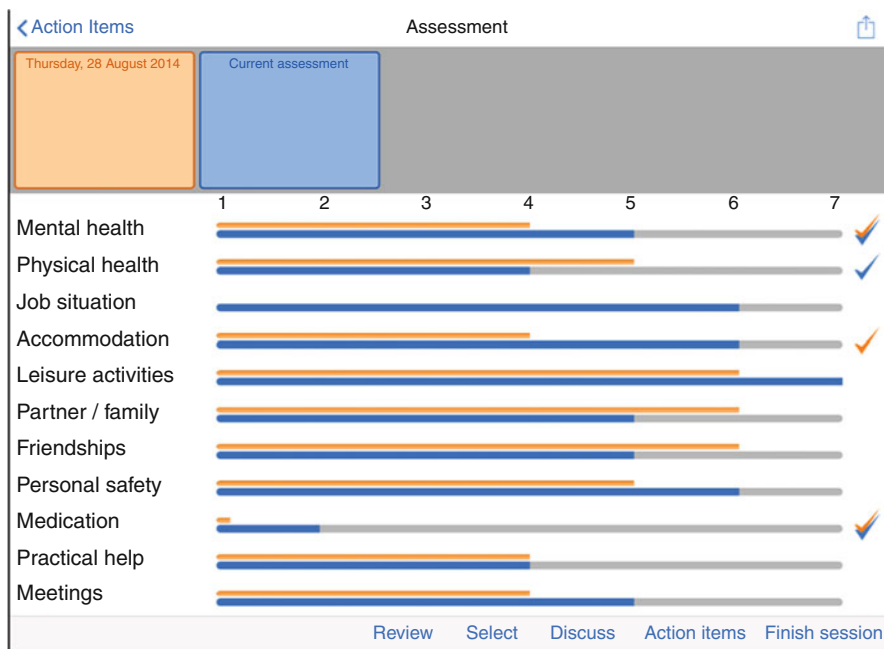 Action Items
Assessment
Thursday, 28 August 2014
Current assessment
1 2 3 4 5 6 7
Mental health
Physical health
Job situation
Accommodation
Leisure activities
Partner / family
Friendships
Personal safety
Medication
Practical help
Meetings
Review Select Discuss Action items Finish session